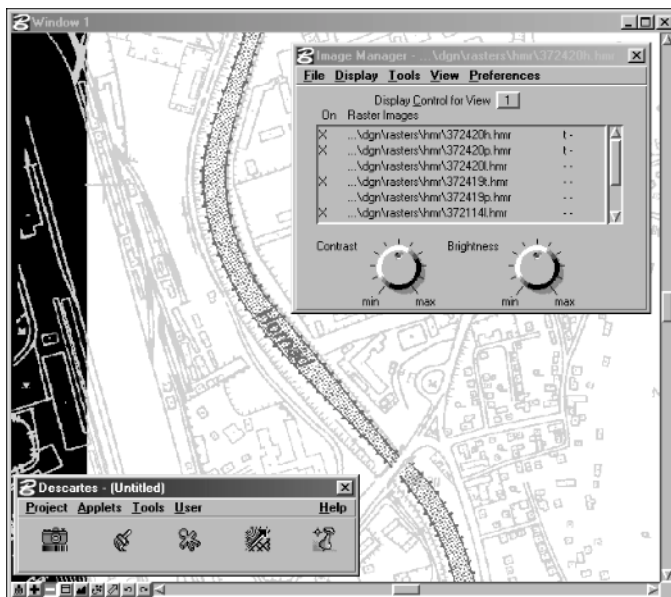 Window 1
Image Manager - ...\dgn\rasters\hmr\372420h.hmr
File Display Tools View Preferences
Display Control for View 1
On Raster Images
X ...\dgn\rasters\hmr\372420h.hmr t -
X ...\dgn\rasters\hmr\372420p.hmr t -
...\dgn\rasters\hmr\372420l.hmr - -
X ...\dgn\rasters\hmr\372419t.hmr - -
...\dgn\rasters\hmr\372419p.hmr - -
X ...\dgn\rasters\hmr\372114l.hmr - -
Contrast Brightness
min max min max
Descartes - (Untitled)
Project Applets Tools User Help